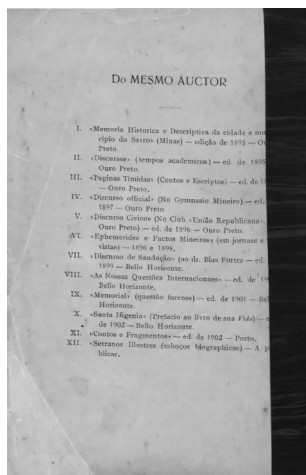 DO MESMO AUCTOR
I. «Memoria Historica e Descriptiva da cidade e
cipio do Serro» (Minas) — edição de 1895 —
Preto.
II. «Discursos» (tempos academicos) — ed. de 1895
Ouro Preto.
III. «Paginas Timidas» (Contos e Escriptos) — ed. de
— Ouro Preto.
IV. «Discurso official» (No Gymnasio Mineiro) — ed.
1897 — Ouro Preto.
V. «Discurso Civico» (No Club «União Republicana»,
Ouro Preto) — ed. de 1896 — Ouro Preto.
VI. «Ephemerides e Factos Mineiros» (em jornaes e
vistas) — 1896 e 1898.
VII. «Discurso de Saudação» (ao dr. Bias Fortes — ed.
1899 — Bello Horizonte.
VIII. «As Nossas Questões Internacionaes» — ed. de
Bello Horizonte.
IX. «Memorial» (questão forense) — ed. de 1901 —
Horizonte.
X. «Santa Ifigenia» (Prefacio ao livro de sua Vida) —
de 1902 — Bello Horizonte.
XI. «Contos e Fragmentos» — ed. de 1902 — Porto.
XII. «Serranos Illustres (esboços biographicos) — A
blicar.